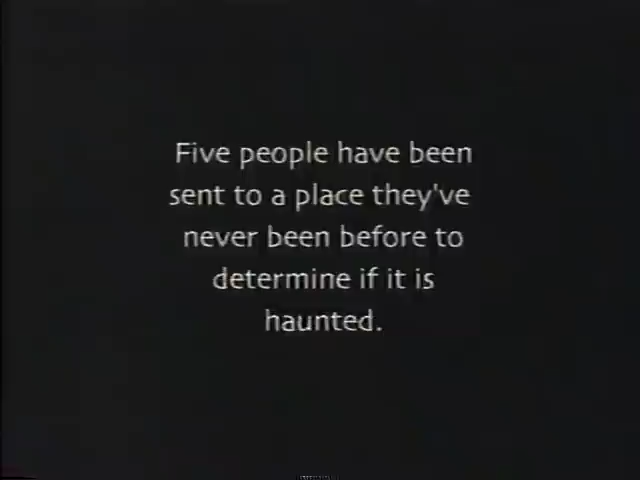 Five people have been
sent to a place they've
never been before to
determine if it is
haunted.